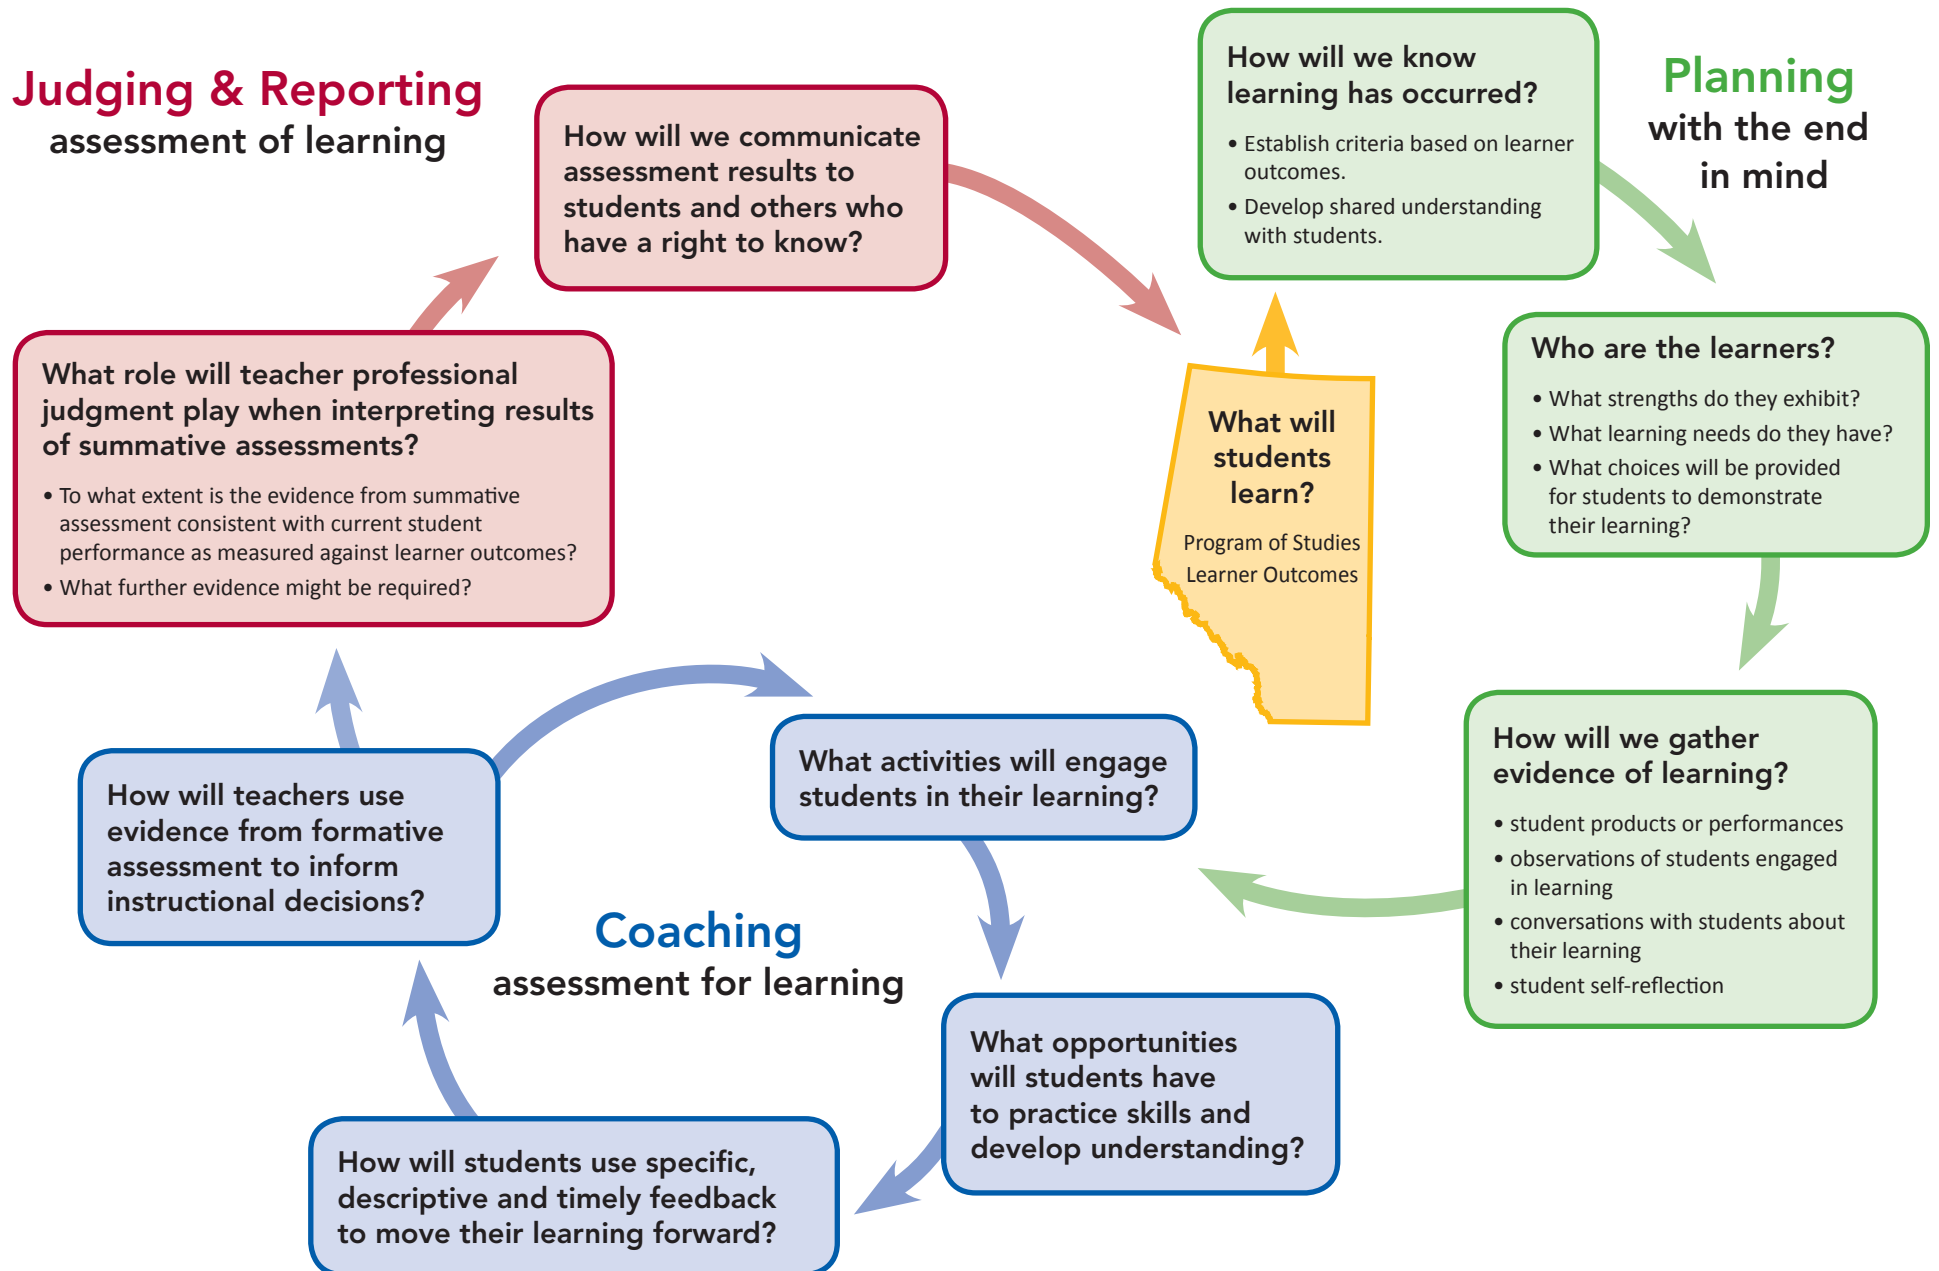 Judging & Reporting
assessment of learning
How will we communicate
assessment results to
students and others who
have a right to know?
How will we know
learning has occurred?
• Establish criteria based on learner
outcomes.
• Develop shared understanding
with students.
Planning
with the end
in mind
What role will teacher professional
judgment play when interpreting results
of summative assessments?
• To what extent is the evidence from summative
assessment consistent with current student
performance as measured against learner outcomes?
• What further evidence might be required?
What will
students
learn?
Program of Studies
Learner Outcomes
Who are the learners?
• What strengths do they exhibit?
• What learning needs do they have?
• What choices will be provided
for students to demonstrate
their learning?
How will we gather
evidence of learning?
• student products or performances
• observations of students engaged
in learning
• conversations with students about
their learning
• student self-reflection
What activities will engage
students in their learning?
How will teachers use
evidence from formative
assessment to inform
instructional decisions?
Coaching
assessment for learning
What opportunities
will students have
to practice skills and
develop understanding?
How will students use specific,
descriptive and timely feedback
to move their learning forward?